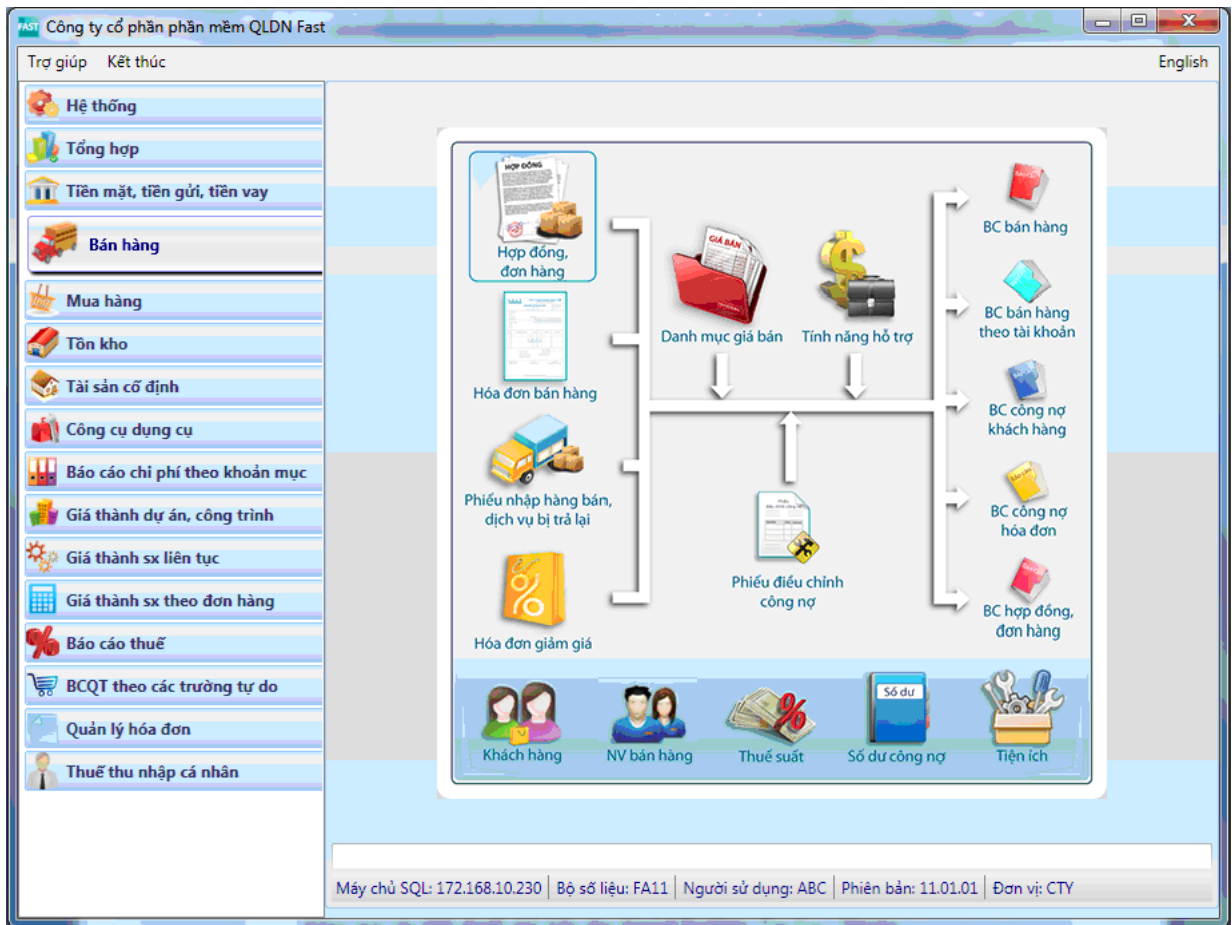 FAST Công ty cổ phần phần mềm QLDN Fast
Trợ giúp Kết thúc English
Hệ thống
Tổng hợp
Tiền mặt, tiền gửi, tiền vay
Bán hàng
Mua hàng
Tồn kho
Tài sản cố định
Công cụ dụng cụ
Báo cáo chi phí theo khoản mục
Giá thành dự án, công trình
Giá thành sx liên tục
Giá thành sx theo đơn hàng
Báo cáo thuế
BCQT theo các trường tự do
Quản lý hóa đơn
Thuế thu nhập cá nhân
HỢP ĐỒNG
Hợp đồng,
đơn hàng
Hóa đơn bán hàng
Phiếu nhập hàng bán,
dịch vụ bị trả lại
Hóa đơn giảm giá
GIÁ BÁN
Danh mục giá bán
Tính năng hỗ trợ
Phiếu điều chỉnh
công nợ
BC bán hàng
BC bán hàng
theo tài khoản
BC công nợ
khách hàng
BC công nợ
hóa đơn
BC hợp đồng,
đơn hàng
Khách hàng
NV bán hàng
Thuế suất
Số dư
Số dư công nợ
Tiện ích
Máy chủ SQL: 172.168.10.230 Bộ số liệu: FA11 Người sử dụng: ABC Phiên bản: 11.01.01 Đơn vị: CTY